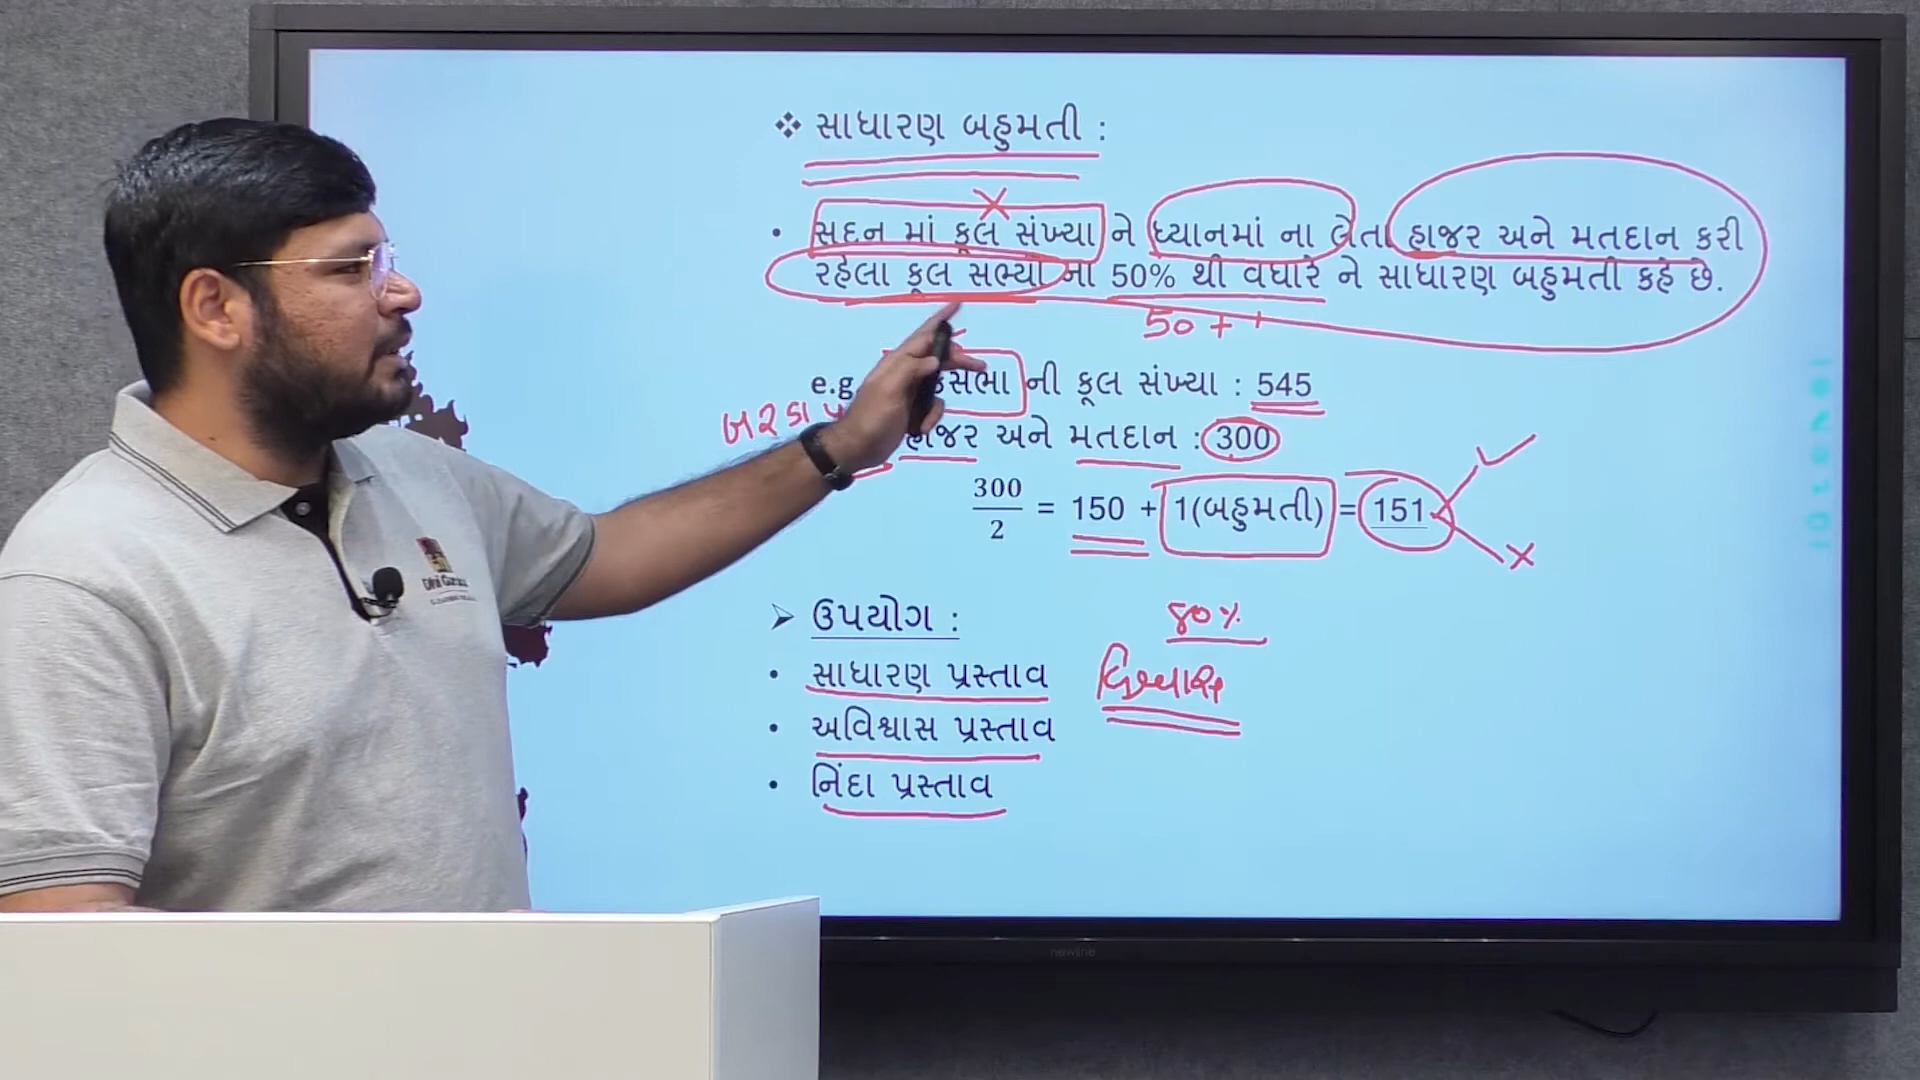 ❖ સાધારણ બહુમતી :
• સદન માં કૂલ સંખ્યા ને ધ્યાનમાં ના લેતા હાજર અને મતદાન કરી
રહેલા કૂલ સભ્યો ના 50% થી વધારે ને સાધારણ બહુમતી કહે છે.
50 + 1
e.g. ની કૂલ સંખ્યા : 545
હાજર અને મતદાન : 300
300/2 = 150 + 1(બહુમતી) = 151
➢ ઉપયોગ :
• સાધારણ પ્રસ્તાવ
વિશ્વાસ
• અવિશ્વાસ પ્રસ્તાવ
• નિંદા પ્રસ્તાવ
newline